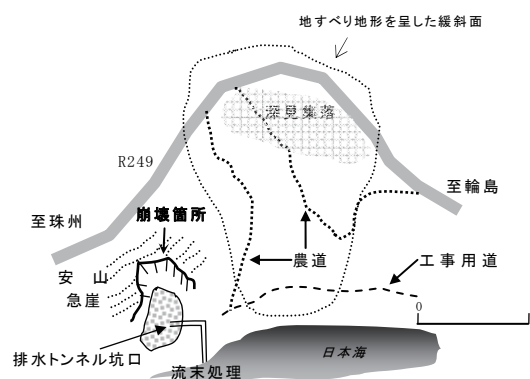 地すべり地形を呈した緩斜面
深見集落
R249
至輪島
至珠州
崩壊箇所
農道
工事用道
安山
急崖
0
排水トンネル坑口
流末処理
日本海